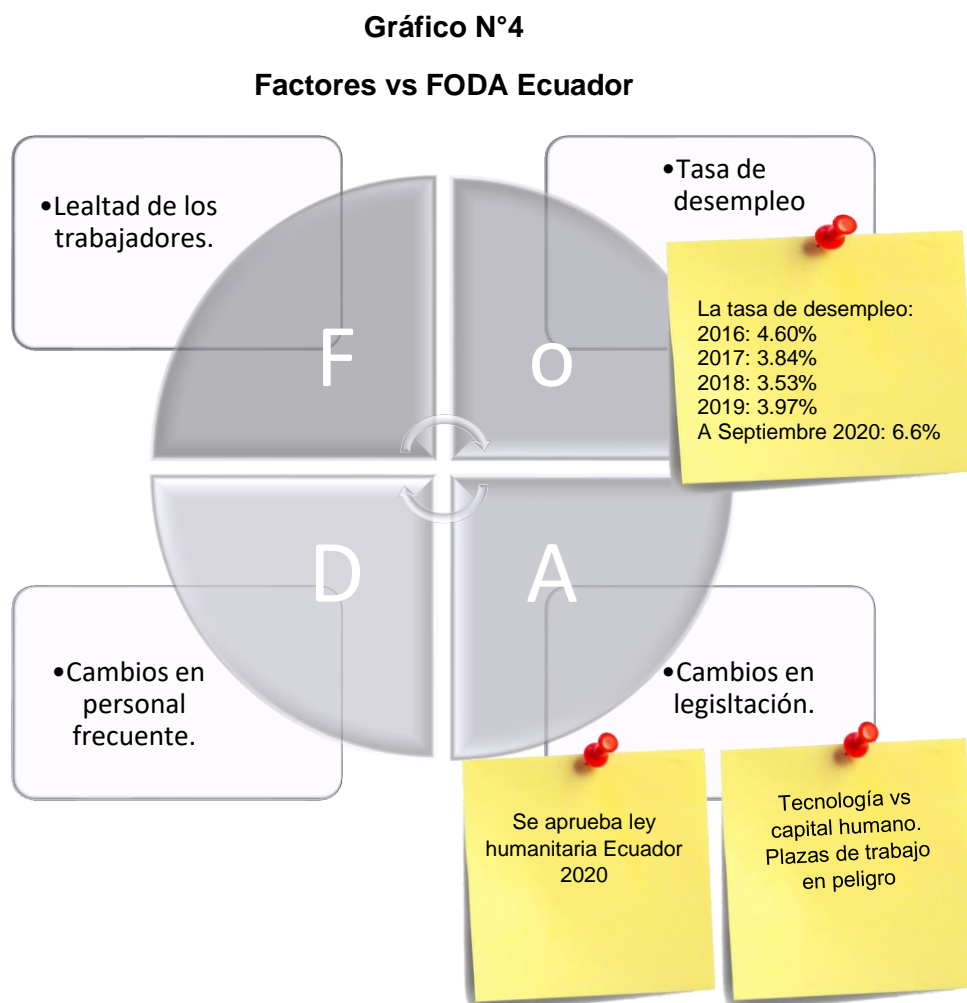 Gráfico N°4
Factores vs FODA Ecuador
•Lealtad de los
trabajadores.
•Tasa de
desempleo
La tasa de desempleo:
2016: 4.60%
2017: 3.84%
2018: 3.53%
2019: 3.97%
A Septiembre 2020: 6.6%
F
o
D
A
•Cambios en
personal
frecuente.
•Cambios en
legisltación.
Se aprueba ley
humanitaria Ecuador
2020
Tecnología vs
capital humano.
Plazas de trabajo
en peligro